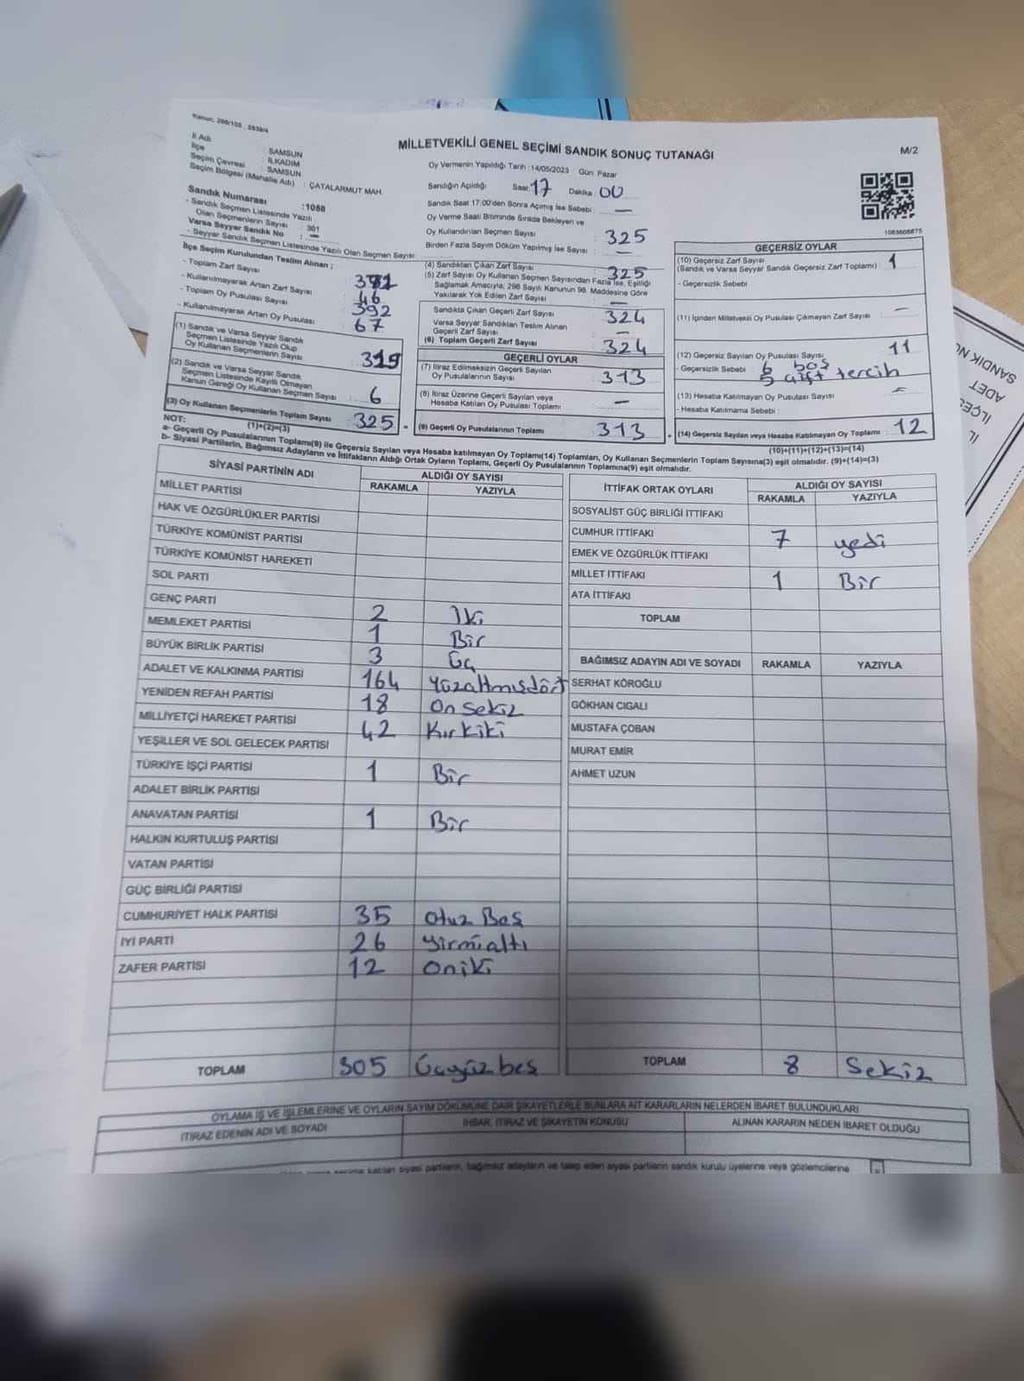 MİLLETVEKİLİ GENEL SEÇİMİ SANDIK SONUÇ TUTANAĞI
M/2
İl Adı : SAMSUN
İlçe : İLKADIM
Seçim Çevresi : SAMSUN
Seçim Bölgesi (Mahalle Adı) : ÇATALARMUT MAH.
Sandık Numarası : 1088
- Sandık Seçmen Listesinde Yazılı Olan Seçmenlerin Sayısı
Varsa Seyyar Sandık No : —
- Seyyar Sandık Seçmen Listesinde Yazılı Olan Seçmen Sayısı
Oy Vermenin Yapıldığı Tarih : 14/05/2023 Gün Pazar
Sandığın Açıldığı Saat: 17 Dakika 00
Sandık Saat 17:00'den Sonra Açılmış İse Sebebi : —
Oy Verme Saati Bitiminde Sırada Bekleyen ve
Oy Kullandırılan Seçmen Sayısı : 325
Birden Fazla Sayım Döküm Yapılmış İse Sayısı : —
İlçe Seçim Kurulundan Teslim Alınan :
- Toplam Zarf Sayısı
- Kullanılmayarak Artan Zarf Sayısı : 46
- Toplam Oy Pusulası Sayısı : 392
- Kullanılmayarak Artan Oy Pusulası : 67
(1) Sandık ve Varsa Seyyar Sandık Seçmen Listesinde Yazılı Olup Oy Kullanan Seçmenlerin Sayısı : 319
(2) Sandık ve Varsa Seyyar Sandık Seçmen Listesinde Kayıtlı Olmayan Kanun Gereği Oy Kullanan Seçmen Sayısı : 6
(3) Oy Kullanan Seçmenlerin Toplam Sayısı : 325
(1)+(2)=(3)
(4) Sandıktan Çıkan Zarf Sayısı : 325
(5) Zarf Sayısı Oy Kullanan Seçmen Sayısından Fazla İse, Eşitliği
Sağlamak Amacıyla, 298 Sayılı Kanunun 98. Maddesine Göre
Yakılarak Yok Edilen Zarf Sayısı : —
Sandıkta Çıkan Geçerli Zarf Sayısı : 324
Varsa Seyyar Sandıktan Teslim Alınan
Geçerli Zarf Sayısı : —
(6) Toplam Geçerli Zarf Sayısı : 324
GEÇERLİ OYLAR
(7) İtiraz Edilmeksizin Geçerli Sayılan
Oy Pusulalarının Sayısı : 313
(8) İtiraz Üzerine Geçerli Sayılan veya
Hesaba Katılan Oy Pusulası Toplamı : —
(9) Geçerli Oy Pusulalarının Toplamı : 313
1083608875
GEÇERSİZ OYLAR
(10) Geçersiz Zarf Sayısı : 1
(Sandık ve Varsa Seyyar Sandık Geçersiz Zarf Toplamı)
- Geçersizlik Sebebi
(11) İçinden Milletvekili Oy Pusulası Çıkmayan Zarf Sayısı : —
(12) Geçersiz Sayılan Oy Pusulası Sayısı : 11
- Geçersizlik Sebebi : 6 boş
5 çift tercih
(13) Hesaba Katılmayan Oy Pusulası Sayısı : —
- Hesaba Katılmama Sebebi :
(14) Geçersiz Sayılan veya Hesaba Katılmayan Oy Toplamı : 12
(10)+(11)+(12)+(13)=(14)
NOT:
a- Geçerli Oy Pusulalarının Toplamı(9) ile Geçersiz Sayılan veya Hesaba katılmayan Oy Toplamı(14) Toplamları, Oy Kullanan Seçmenlerin Toplam Sayısına(3) eşit olmalıdır. (9)+(14)=(3)
b- Siyasi Partilerin, Bağımsız Adayların ve İttifakların Aldığı Ortak Oyların Toplamı, Geçerli Oy Pusulalarının Toplamına(9) eşit olmalıdır.
SİYASİ PARTİNİN ADI ALDIĞI OY SAYISI
RAKAMLA YAZIYLA
MİLLET PARTİSİ
HAK VE ÖZGÜRLÜKLER PARTİSİ
TÜRKİYE KOMÜNİST PARTİSİ
TÜRKİYE KOMÜNİST HAREKETİ
SOL PARTİ
GENÇ PARTİ 2 İki
MEMLEKET PARTİSİ 1 Bir
BÜYÜK BİRLİK PARTİSİ 3 Üç
ADALET VE KALKINMA PARTİSİ 164 Yüzaltmışdört
YENİDEN REFAH PARTİSİ 18 On Sekiz
MİLLİYETÇİ HAREKET PARTİSİ 42 Kırkiki
YEŞİLLER VE SOL GELECEK PARTİSİ
TÜRKİYE İŞÇİ PARTİSİ 1 Bir
ADALET BİRLİK PARTİSİ
ANAVATAN PARTİSİ 1 Bir
HALKIN KURTULUŞ PARTİSİ
VATAN PARTİSİ
GÜÇ BİRLİĞİ PARTİSİ
CUMHURİYET HALK PARTİSİ 35 Otuz Beş
İYİ PARTİ 26 Yirmialtı
ZAFER PARTİSİ 12 Oniki
TOPLAM 305 Üçyüzbeş
İTTİFAK ORTAK OYLARI ALDIĞI OY SAYISI
RAKAMLA YAZIYLA
SOSYALİST GÜÇ BİRLİĞİ İTTİFAKI
CUMHUR İTTİFAKI 7 yedi
EMEK VE ÖZGÜRLÜK İTTİFAKI
MİLLET İTTİFAKI 1 Bir
ATA İTTİFAKI
TOPLAM
BAĞIMSIZ ADAYIN ADI VE SOYADI RAKAMLA YAZIYLA
SERHAT KÖROĞLU
GÖKHAN CIGALI
MUSTAFA ÇOBAN
MURAT EMİR
AHMET UZUN
TOPLAM 8 Sekiz
OYLAMA İŞ VE İŞLEMLERİNE VE OYLARIN SAYIM DÖKÜMÜNE DAİR ŞİKAYETLERLE BUNLARA AİT KARARLARIN NELERDEN İBARET BULUNDUKLARI
İTİRAZ EDENİN ADI VE SOYADI İHBAR, İTİRAZ VE ŞİKAYETİN KONUSU ALINAN KARARIN NEDEN İBARET OLDUĞU
katılan siyasi partilerin, bağımsız adayların ve talep eden siyasi partilerin sandık kurulu üyelerine veya gözlemcilerine
SANDIK
ADET
İLÇESİ